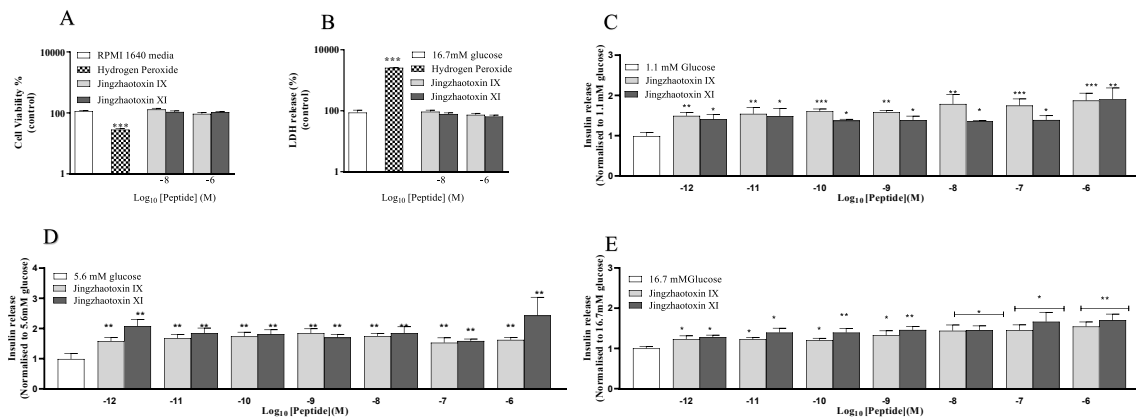 A
10000
100
1
Cell Viability %
(control)
RPMI 1640 media
Hydrogen Peroxide
Jingzhaotoxin IX
Jingzhaotoxin XI
***
-8 -6
Log10 [Peptide] (M)
B
10000
100
1
LDH release (%)
(control)
16.7mM glucose
Hydrogen Peroxide
Jingzhaotoxin IX
Jingzhaotoxin XI
***
-8 -6
Log10 [Peptide] (M)
C
3
2
1
0
Insulin release
(Normalised to 1.1mM glucose)
1.1 mM Glucose
Jingzhaotoxin IX
Jingzhaotoxin XI
** * ** * *** * ** * ** * *** * *** **
-12 -11 -10 -9 -8 -7 -6
Log10 [Peptide](M)
D
4
3
2
1
0
Insulin release
(Normalised to 5.6mM glucose)
5.6 mM glucose
Jingzhaotoxin IX
Jingzhaotoxin XI
** ** ** ** ** ** ** ** ** ** ** ** ** **
-12 -11 -10 -9 -8 -7 -6
Log10 [Peptide](M)
E
3
2
1
0
Insulin release
(Normalised to 16.7mM glucose)
16.7 mMGlucose
Jingzhaotoxin IX
Jingzhaotoxin XI
* * * * * ** * ** * * **
-12 -11 -10 -9 -8 -7 -6
Log10 [Peptide](M)